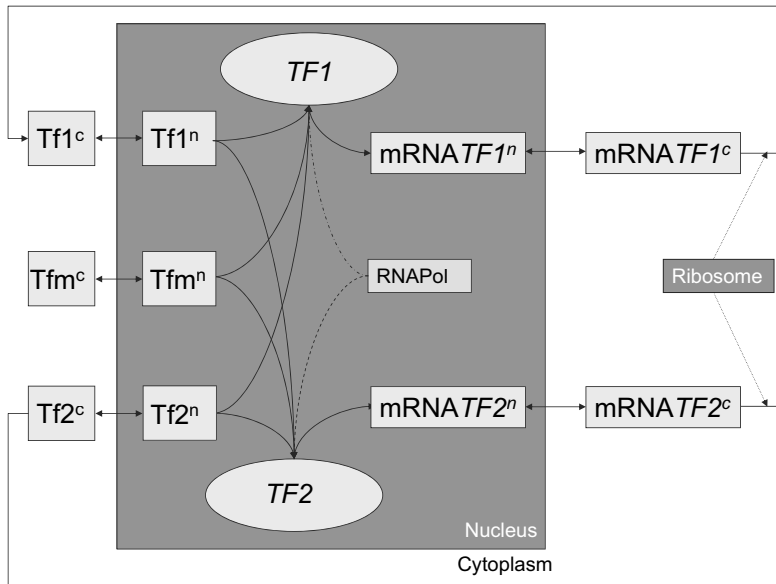 TF1
Tf1ᶜ
Tf1ⁿ
mRNATF1ⁿ
mRNATF1ᶜ
Tfmᶜ
Tfmⁿ
RNAPol
Ribosome
Tf2ᶜ
Tf2ⁿ
mRNATF2ⁿ
mRNATF2ᶜ
TF2
Nucleus
Cytoplasm